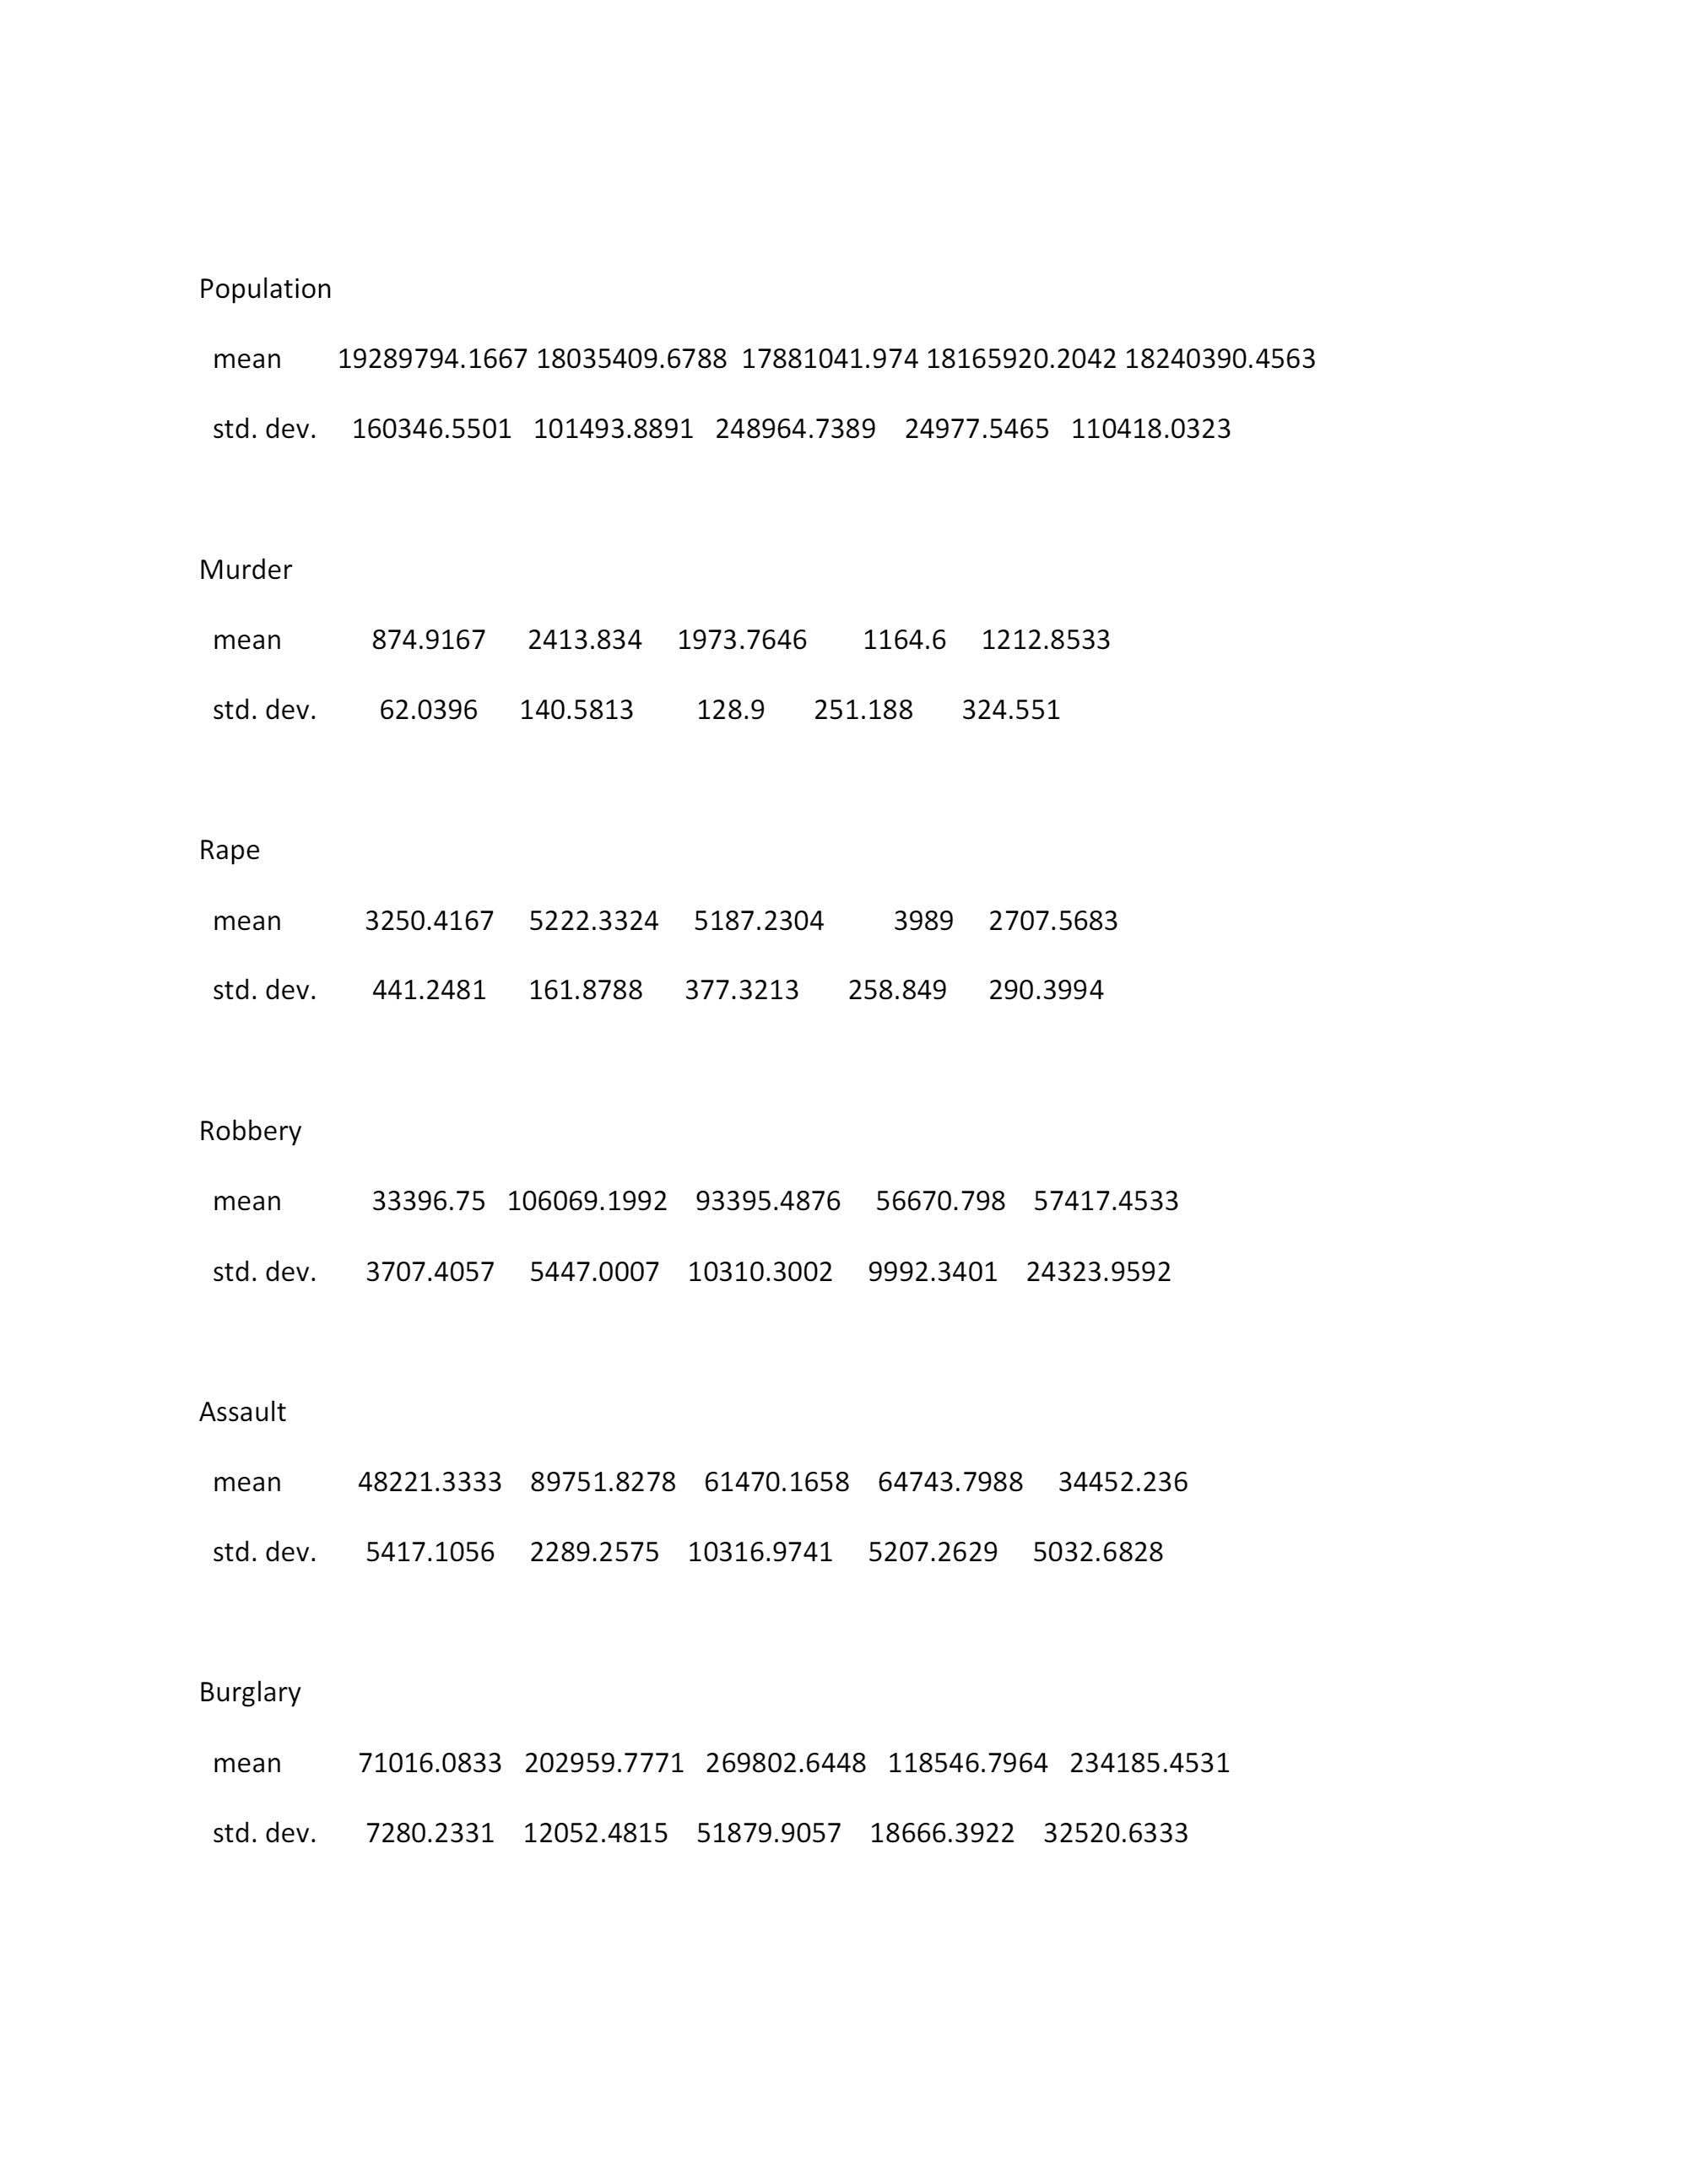 Population
mean 19289794.1667 18035409.6788 17881041.974 18165920.2042 18240390.4563
std. dev. 160346.5501 101493.8891 248964.7389 24977.5465 110418.0323
Murder
mean 874.9167 2413.834 1973.7646 1164.6 1212.8533
std. dev. 62.0396 140.5813 128.9 251.188 324.551
Rape
mean 3250.4167 5222.3324 5187.2304 3989 2707.5683
std. dev. 441.2481 161.8788 377.3213 258.849 290.3994
Robbery
mean 33396.75 106069.1992 93395.4876 56670.798 57417.4533
std. dev. 3707.4057 5447.0007 10310.3002 9992.3401 24323.9592
Assault
mean 48221.3333 89751.8278 61470.1658 64743.7988 34452.236
std. dev. 5417.1056 2289.2575 10316.9741 5207.2629 5032.6828
Burglary
mean 71016.0833 202959.7771 269802.6448 118546.7964 234185.4531
std. dev. 7280.2331 12052.4815 51879.9057 18666.3922 32520.6333